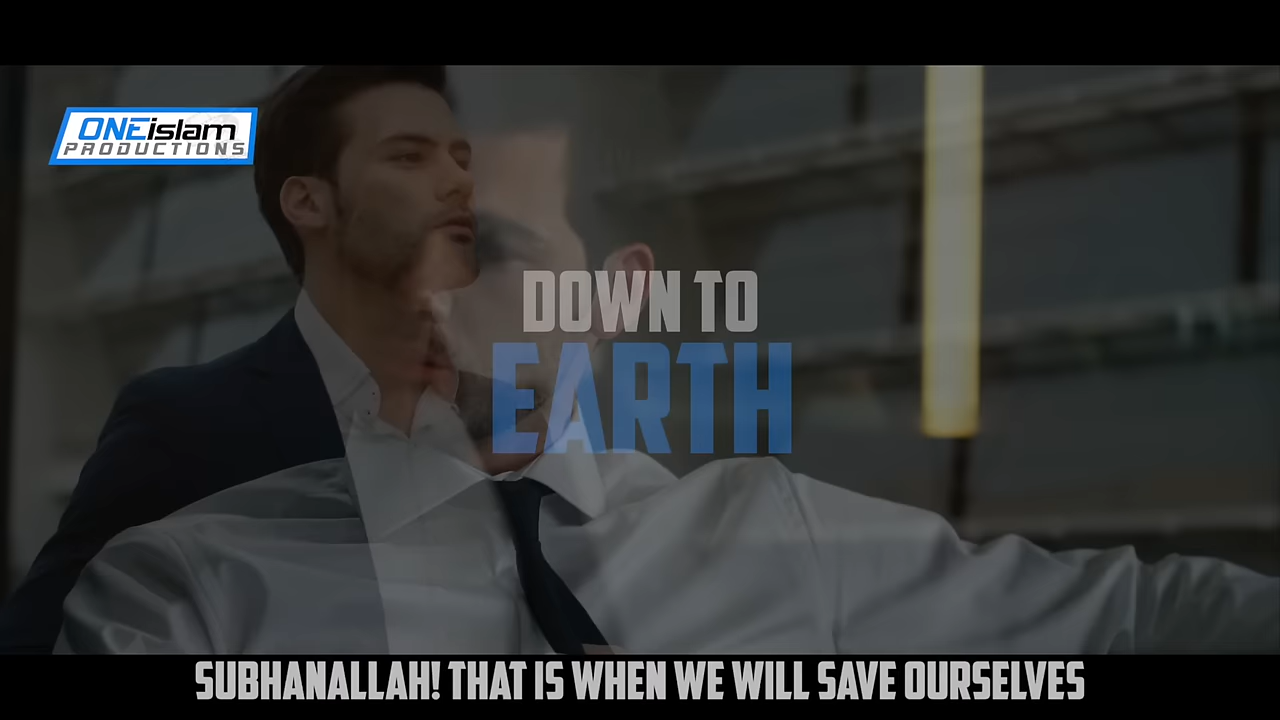 ONEislam
PRODUCTIONS
DOWN TO
EARTH
SUBHANALLAH! THAT IS WHEN WE WILL SAVE OURSELVES